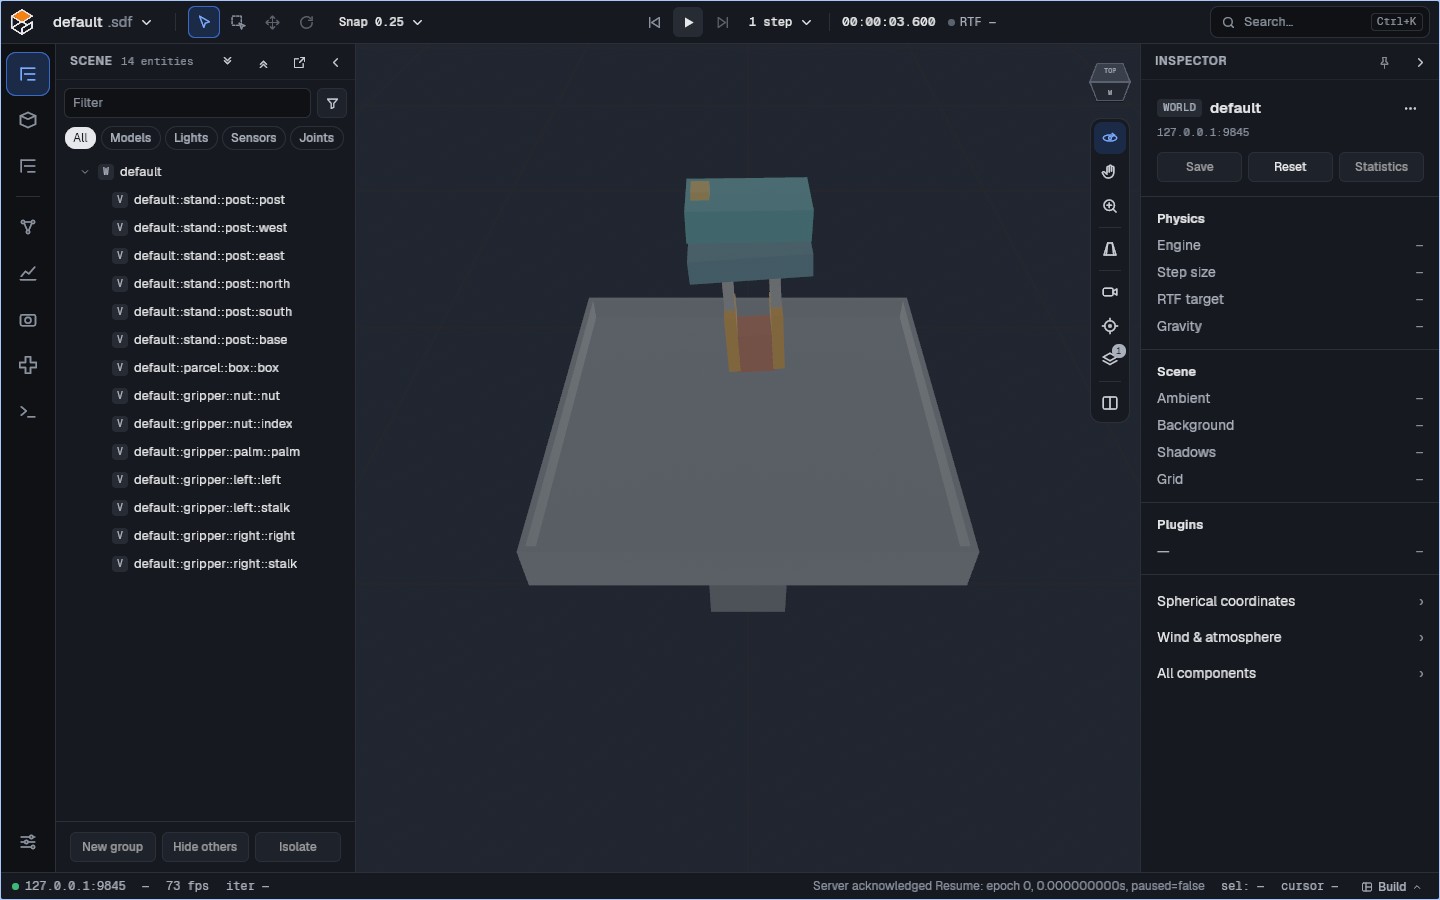 default .sdf
Snap 0.25
1 step
00:00:03.600
RTF –
Search...
Ctrl+K
SCENE 14 entities
Filter
All
Models
Lights
Sensors
Joints
W default
V default::stand::post::post
V default::stand::post::west
V default::stand::post::east
V default::stand::post::north
V default::stand::post::south
V default::stand::post::base
V default::parcel::box::box
V default::gripper::nut::nut
V default::gripper::nut::index
V default::gripper::palm::palm
V default::gripper::left::left
V default::gripper::left::stalk
V default::gripper::right::right
V default::gripper::right::stalk
New group
Hide others
Isolate
TOP
W
1
INSPECTOR
WORLD default
127.0.0.1:9845
Save
Reset
Statistics
Physics
Engine –
Step size –
RTF target –
Gravity –
Scene
Ambient –
Background –
Shadows –
Grid –
Plugins
— –
Spherical coordinates
Wind & atmosphere
All components
127.0.0.1:9845 – 73 fps iter –
Server acknowledged Resume: epoch 0, 0.000000000s, paused=false
sel: –
cursor –
Build